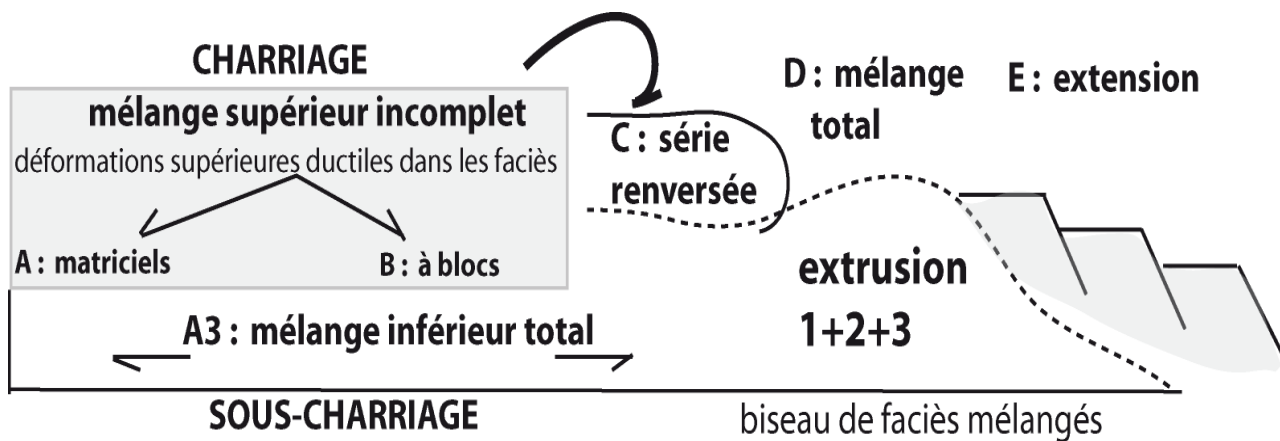 CHARRIAGE
mélange supérieur incomplet
déformations supérieures ductiles dans les faciès
A : matriciels
B : à blocs
C : série
renversée
D : mélange
total
E : extension
A3 : mélange inférieur total
extrusion
1+2+3
SOUS-CHARRIAGE
biseau de faciès mélangés